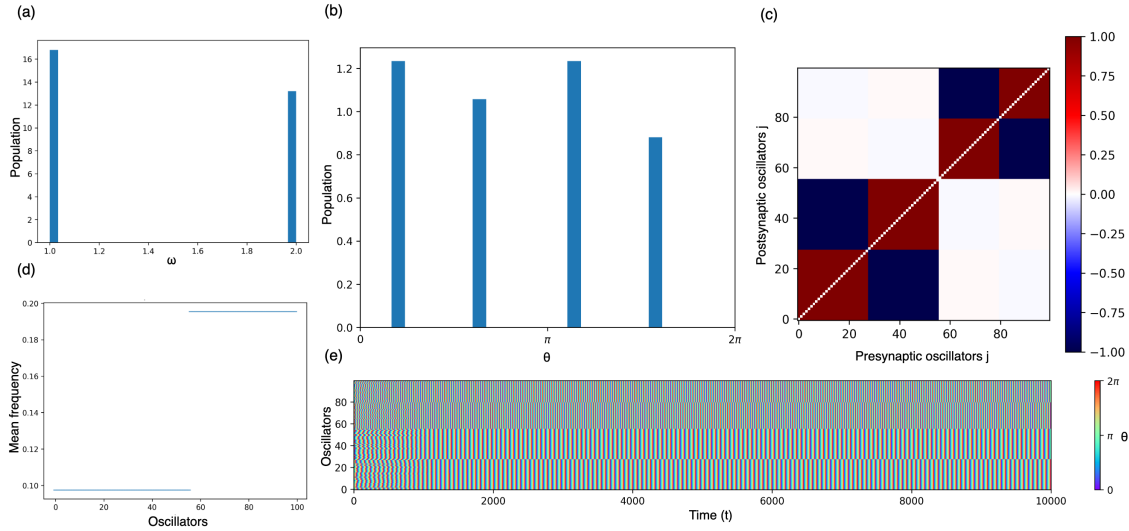 (a)
16
14
12
10
8
6
4
2
0
Population
1.0 1.2 1.4 1.6 1.8 2.0
ω
(b)
1.2
1.0
0.8
0.6
0.4
0.2
0.0
Population
0 π 2π
θ
(c)
80
60
40
20
0
Postsynaptic oscillators j
0 20 40 60 80
Presynaptic oscillators j
1.00
0.75
0.50
0.25
0.00
−0.25
−0.50
−0.75
−1.00
(d)
0.20
0.18
0.16
0.14
0.12
0.10
Mean frequency
0 20 40 60 80 100
Oscillators
(e)
80
60
40
20
0
Oscillators
0 2000 4000 6000 8000 10000
Time (t)
2π
π
0
θ